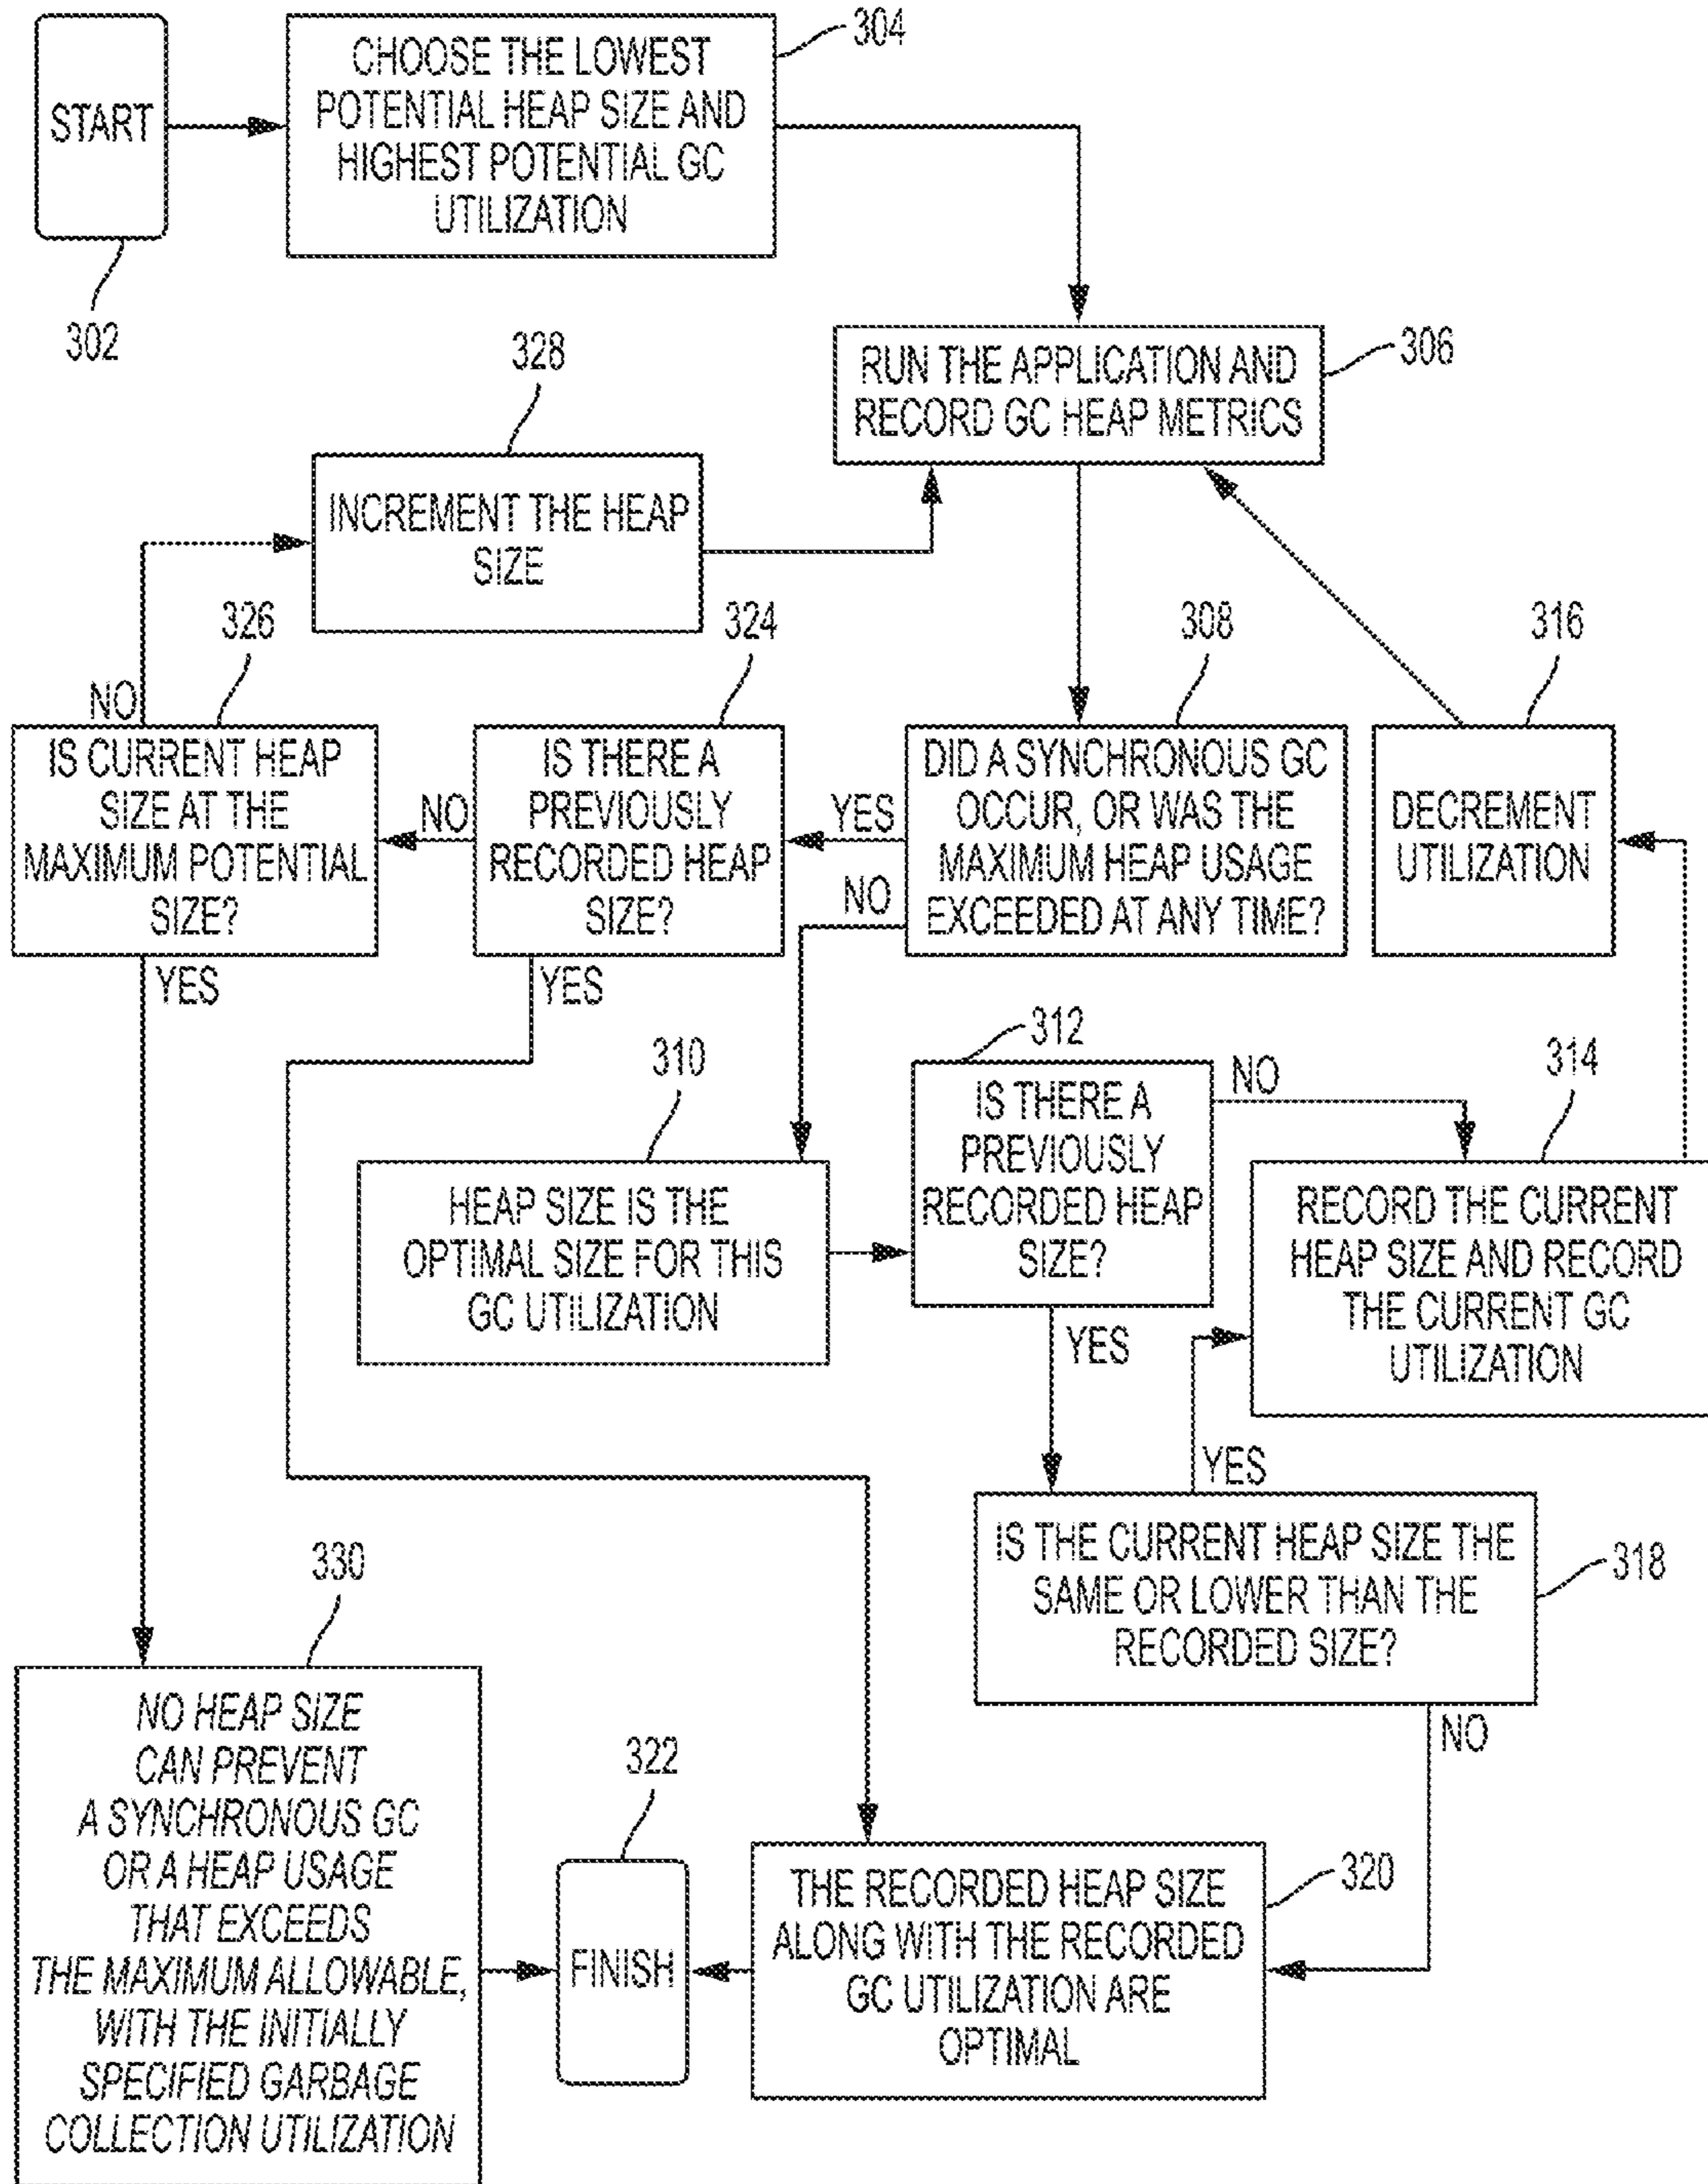 START
302
CHOOSE THE LOWEST
POTENTIAL HEAP SIZE AND
HIGHEST POTENTIAL GC
UTILIZATION
304
RUN THE APPLICATION AND
RECORD GC HEAP METRICS
306
328
INCREMENT THE HEAP
SIZE
326
NO
IS CURRENT HEAP
SIZE AT THE
MAXIMUM POTENTIAL
SIZE?
YES
324
NO
IS THERE A
PREVIOUSLY
RECORDED HEAP
SIZE?
YES
308
YES
NO
DID A SYNCHRONOUS GC
OCCUR, OR WAS THE
MAXIMUM HEAP USAGE
EXCEEDED AT ANY TIME?
316
DECREMENT
UTILIZATION
310
HEAP SIZE IS THE
OPTIMAL SIZE FOR THIS
GC UTILIZATION
312
IS THERE A
PREVIOUSLY
RECORDED HEAP
SIZE?
NO
YES
314
RECORD THE CURRENT
HEAP SIZE AND RECORD
THE CURRENT GC
UTILIZATION
YES
IS THE CURRENT HEAP SIZE THE
SAME OR LOWER THAN THE
RECORDED SIZE?
318
NO
330
NO HEAP SIZE
CAN PREVENT
A SYNCHRONOUS GC
OR A HEAP USAGE
THAT EXCEEDS
THE MAXIMUM ALLOWABLE,
WITH THE INITIALLY
SPECIFIED GARBAGE
COLLECTION UTILIZATION
322
FINISH
THE RECORDED HEAP SIZE
ALONG WITH THE RECORDED
GC UTILIZATION ARE
OPTIMAL
320